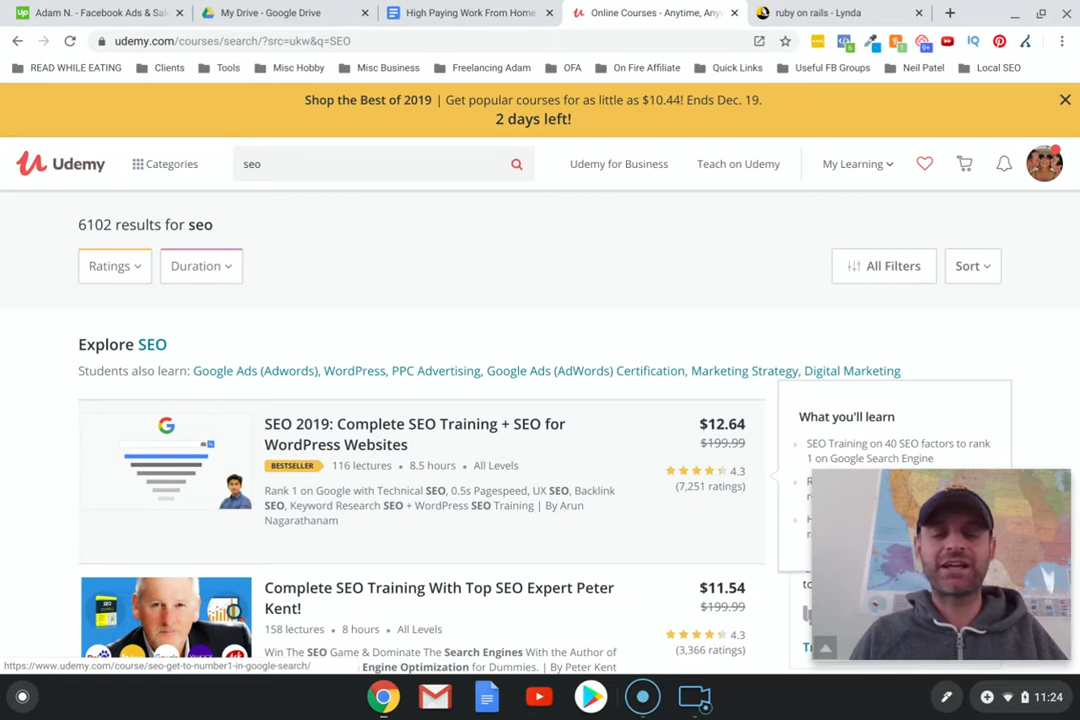 Adam N. - Facebook Ads & Sal
My Drive - Google Drive
High Paying Work From Home
Online Courses - Anytime, Any
ruby on rails - Lynda
udemy.com/courses/search/?src=ukw&q=SEO
READ WHILE EATING
Clients
Tools
Misc Hobby
Misc Business
Freelancing Adam
OFA
On Fire Affiliate
Quick Links
Useful FB Groups
Neil Patel
Local SEO
Shop the Best of 2019 | Get popular courses for as little as $10.44! Ends Dec. 19.
2 days left!
Udemy
Categories
seo
Udemy for Business
Teach on Udemy
My Learning
6102 results for seo
Ratings
Duration
All Filters
Sort
Explore SEO
Students also learn: Google Ads (Adwords), WordPress, PPC Advertising, Google Ads (AdWords) Certification, Marketing Strategy, Digital Marketing
SEO 2019: Complete SEO Training + SEO for
WordPress Websites
BESTSELLER 116 lectures • 8.5 hours • All Levels
Rank 1 on Google with Technical SEO, 0.5s Pagespeed, UX SEO, Backlink
SEO, Keyword Research SEO + WordPress SEO Training | By Arun
Nagarathanam
$12.64
$199.99
4.3
(7,251 ratings)
What you'll learn
SEO Training on 40 SEO factors to rank
1 on Google Search Engine
Complete SEO Training With Top SEO Expert Peter
Kent!
158 lectures • 8 hours • All Levels
Win The SEO Game & Dominate The Search Engines With the Author of
Engine Optimization for Dummies. | By Peter Kent
$11.54
$199.99
4.3
(3,366 ratings)
https://www.udemy.com/course/seo-get-to-number1-in-google-search/
11:24